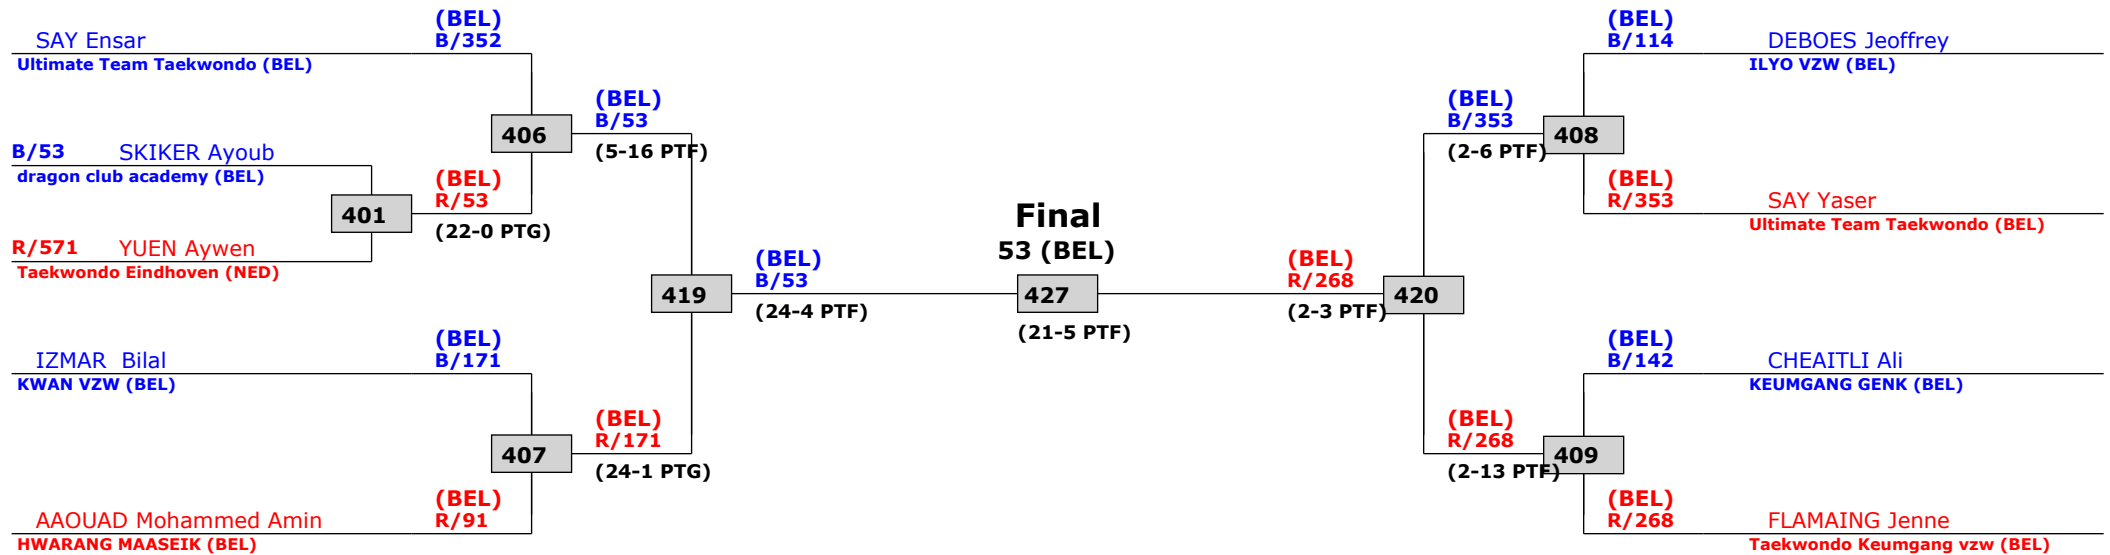 (BEL)
SAY Ensar B/352
Ultimate Team Taekwondo (BEL)
(BEL)
B/53
406
(5-16 PTF)
B/53 SKIKER Ayoub
dragon club academy (BEL)
(BEL)
R/53
401
(22-0 PTG)
R/571 YUEN Aywen
Taekwondo Eindhoven (NED)
(BEL)
B/53
419
(24-4 PTF)
(BEL)
IZMAR  Bilal B/171
KWAN VZW (BEL)
(BEL)
R/171
407
(24-1 PTG)
(BEL)
AAOUAD Mohammed Amin R/91
HWARANG MAASEIK (BEL)
Final
53 (BEL)
427
(21-5 PTF)
(BEL)
B/114 DEBOES Jeoffrey
ILYO VZW (BEL)
(BEL)
B/353
408
(2-6 PTF)
(BEL)
R/353 SAY Yaser
Ultimate Team Taekwondo (BEL)
(BEL)
R/268
420
(2-3 PTF)
(BEL)
B/142 CHEAITLI Ali
KEUMGANG GENK (BEL)
(BEL)
R/268
409
(2-13 PTF)
(BEL)
R/268 FLAMAING Jenne
Taekwondo Keumgang vzw (BEL)